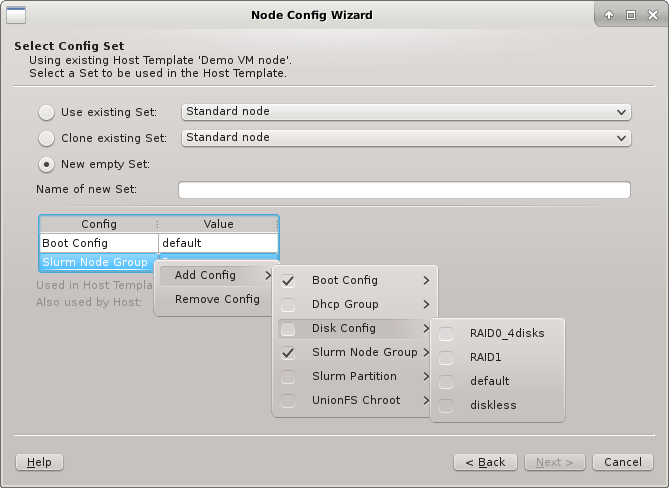 Node Config Wizard
Select Config Set
Using existing Host Template 'Demo VM node'.
Select a Set to be used in the Host Template.
Use existing Set: Standard node
Clone existing Set: Standard node
New empty Set:
Name of new Set:
Config Value
Boot Config default
Slurm Node Group
Used in Host Templa
Also used by Host:
Add Config
Remove Config
Boot Config
Dhcp Group
Disk Config
Slurm Node Group
Slurm Partition
UnionFS Chroot
RAID0_4disks
RAID1
default
diskless
Help < Back Next > Cancel